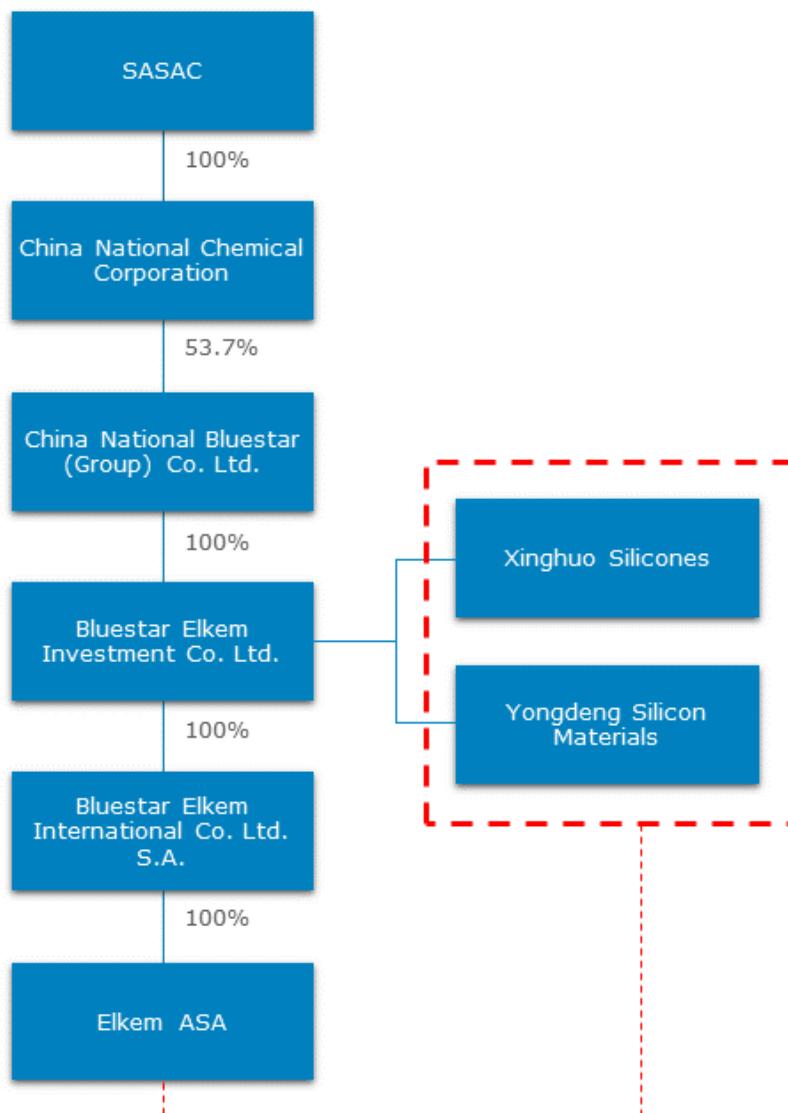 SASAC
100%
China National Chemical
Corporation
53.7%
China National Bluestar
(Group) Co. Ltd.
100%
Xinghuo Silicones
Bluestar Elkem
Investment Co. Ltd.
Yongdeng Silicon
Materials
100%
Bluestar Elkem
International Co. Ltd.
S.A.
100%
Elkem ASA